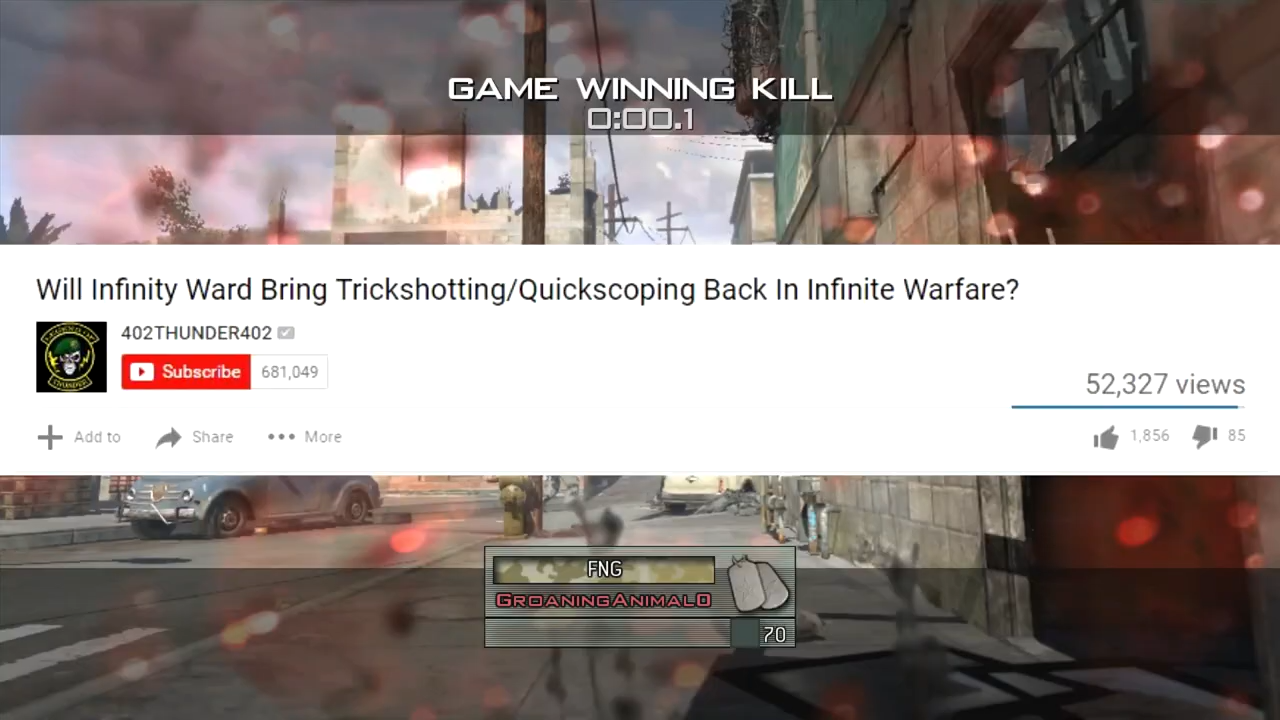 GAME WINNING KILL
0:00.1
Will Infinity Ward Bring Trickshotting/Quickscoping Back In Infinite Warfare?
402THUNDER402
Subscribe 681,049
52,327 views
Add to Share More 1,856 85
FNG
GroaningAnimal0
70